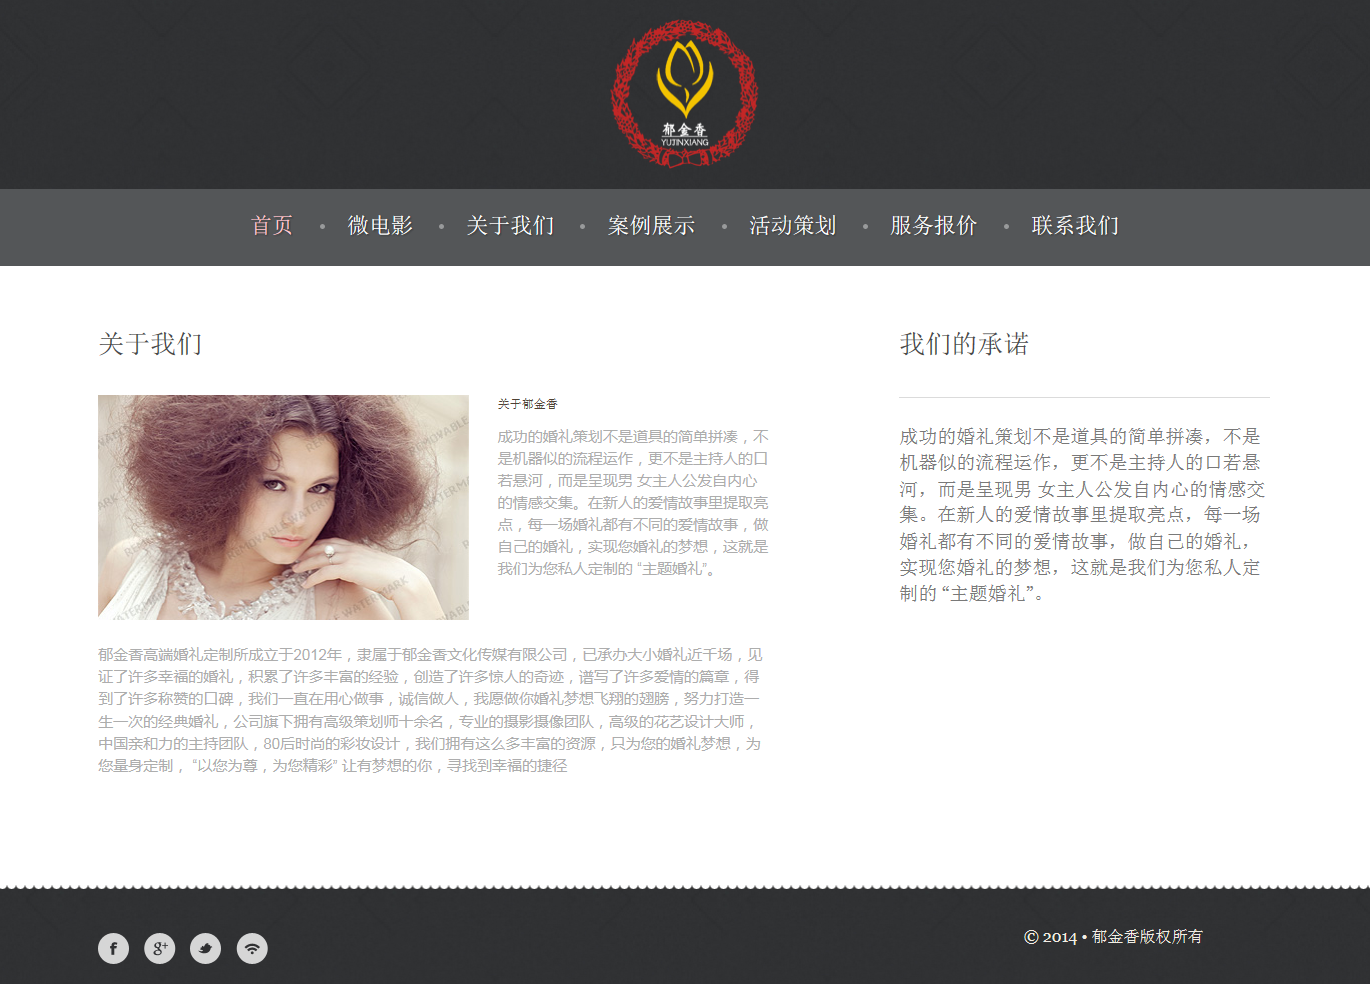 郁金香
YUJINXIANG
首页 • 微电影 • 关于我们 • 案例展示 • 活动策划 • 服务报价 • 联系我们
关于我们
关于郁金香
成功的婚礼策划不是道具的简单拼凑，不
是机器似的流程运作，更不是主持人的口
若悬河，而是呈现男 女主人公发自内心
的情感交集。在新人的爱情故事里提取亮
点，每一场婚礼都有不同的爱情故事，做
自己的婚礼，实现您婚礼的梦想，这就是
我们为您私人定制的 “主题婚礼”。
郁金香高端婚礼定制所成立于2012年，隶属于郁金香文化传媒有限公司，已承办大小婚礼近千场，见
证了许多幸福的婚礼，积累了许多丰富的经验，创造了许多惊人的奇迹，谱写了许多爱情的篇章，得
到了许多称赞的口碑，我们一直在用心做事，诚信做人，我愿做你婚礼梦想飞翔的翅膀，努力打造一
生一次的经典婚礼，公司旗下拥有高级策划师十余名，专业的摄影摄像团队，高级的花艺设计大师，
中国亲和力的主持团队，80后时尚的彩妆设计，我们拥有这么多丰富的资源，只为您的婚礼梦想，为
您量身定制， “以您为尊，为您精彩” 让有梦想的你，寻找到幸福的捷径
我们的承诺
成功的婚礼策划不是道具的简单拼凑，不是
机器似的流程运作，更不是主持人的口若悬
河，而是呈现男 女主人公发自内心的情感交
集。在新人的爱情故事里提取亮点，每一场
婚礼都有不同的爱情故事，做自己的婚礼，
实现您婚礼的梦想，这就是我们为您私人定
制的 “主题婚礼”。
f
g+
© 2014 • 郁金香版权所有